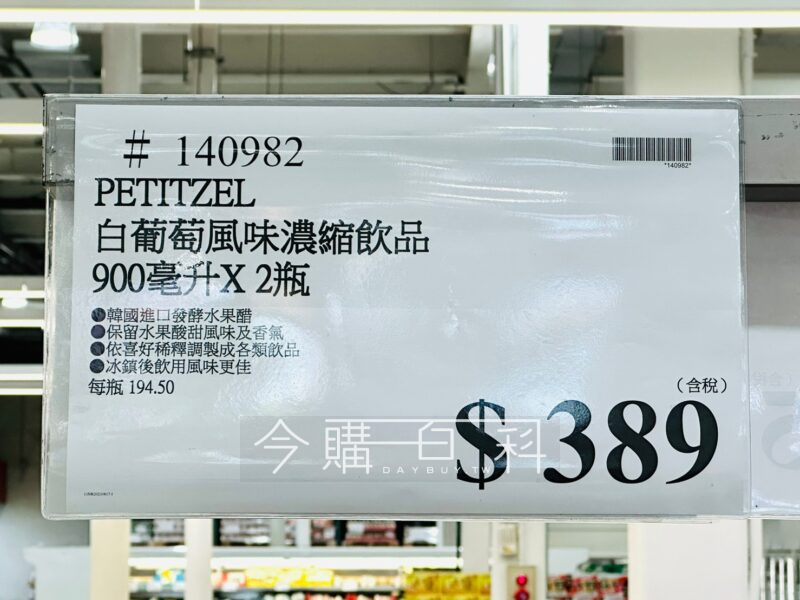 # 140982
*140982*
PETITZEL
白葡萄風味濃縮飲品
900毫升X 2瓶
●韓國進口發酵水果醋
●保留水果酸甜風味及香氣
●依喜好稀釋調製成各類飲品
●冰鎮後飲用風味更佳
每瓶 194.50
(含稅)
$ 389
今購百科
DAYBUY.TW